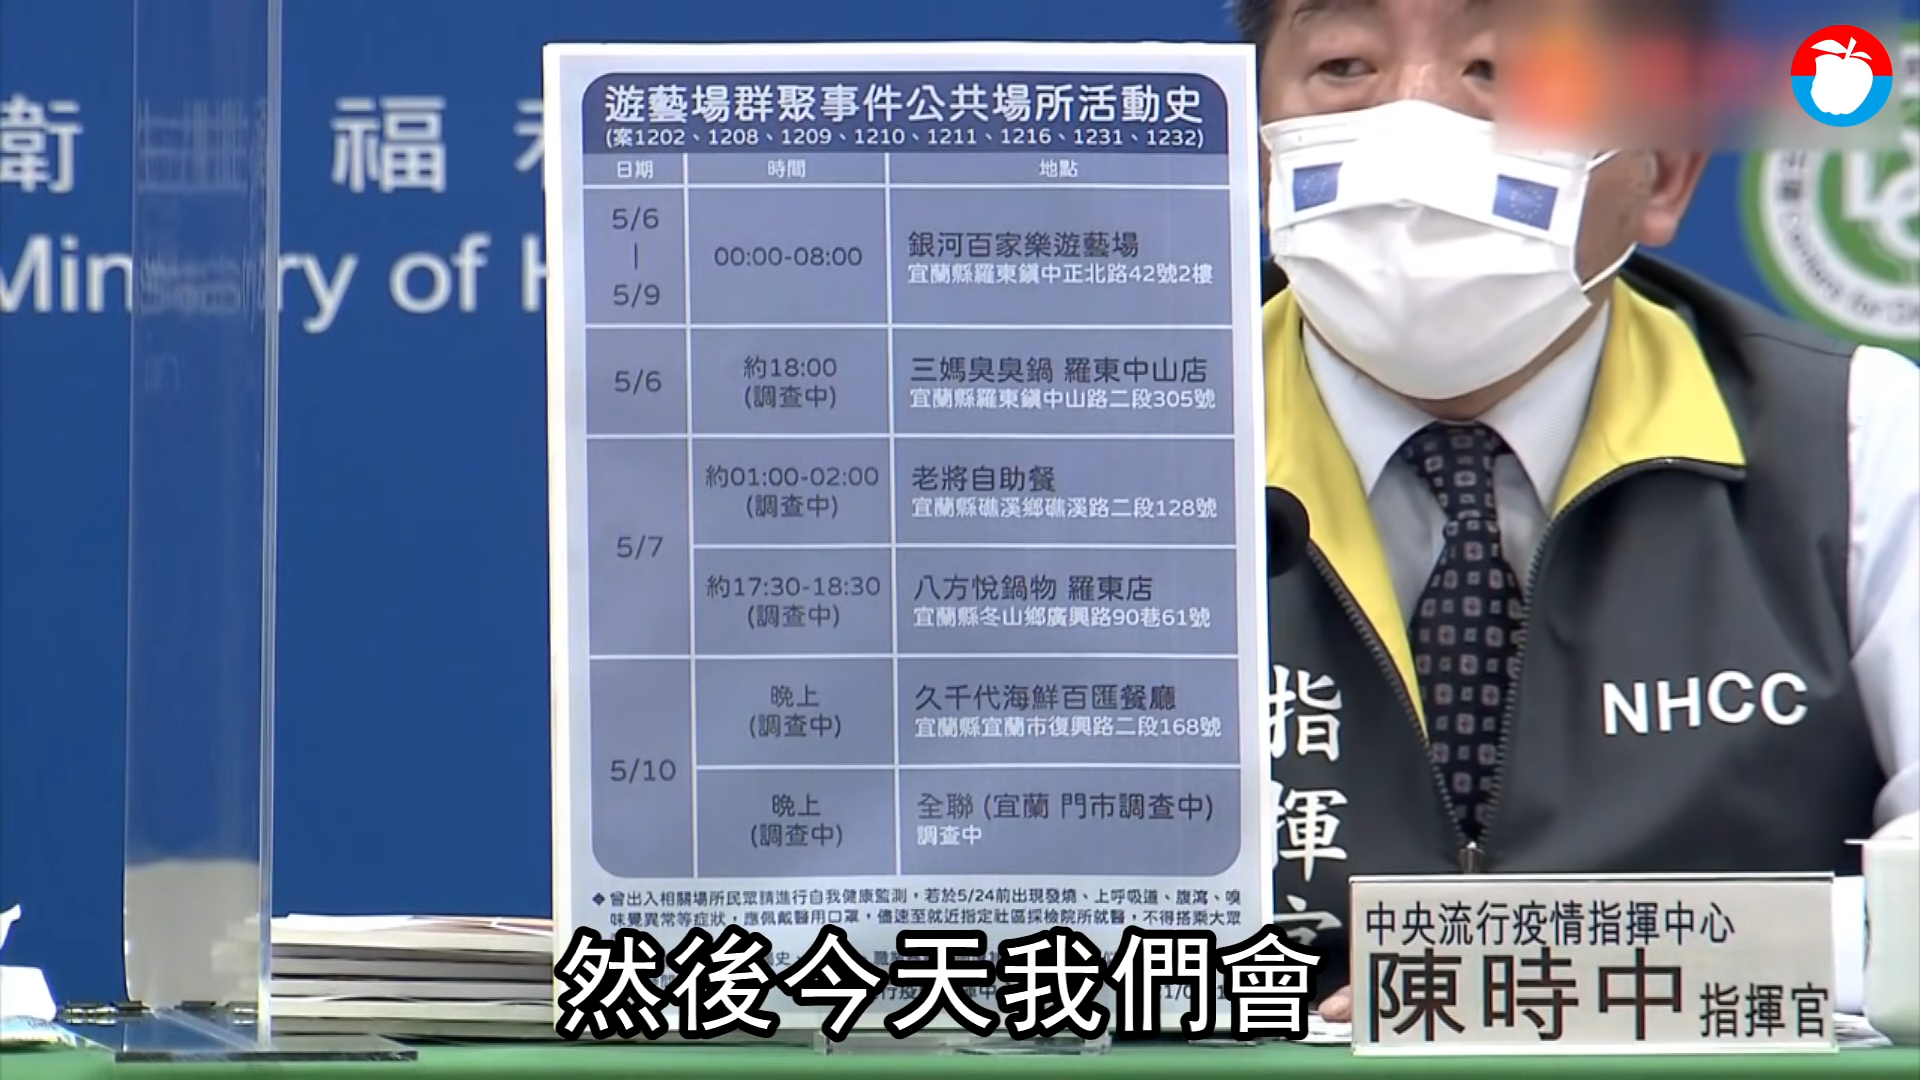 衛 福
Ministry of H
遊藝場群聚事件公共場所活動史
(案1202、1208、1209、1210、1211、1216、1231、1232)
日期 時間 地點
5/6
|
5/9
00:00-08:00
銀河百家樂遊藝場
宜蘭縣羅東鎮中正北路42號2樓
5/6
約18:00
(調查中)
三媽臭臭鍋 羅東中山店
宜蘭縣羅東鎮中山路二段305號
5/7
約01:00-02:00
(調查中)
老將自助餐
宜蘭縣礁溪鄉礁溪路二段128號
約17:30-18:30
(調查中)
八方悅鍋物 羅東店
宜蘭縣冬山鄉廣興路90巷61號
5/10
晚上
(調查中)
久千代海鮮百匯餐廳
宜蘭縣宜蘭市復興路二段168號
晚上
(調查中)
全聯 (宜蘭 門市調查中)
調查中
◆曾出入相關場所民眾請進行自我健康監測，若於5/24前出現發燒、上呼吸道、腹瀉、嗅
味覺異常等症狀，應佩戴醫用口罩，儘速至就近指定社區採檢院所就醫，不得搭乘大眾
NHCC
指揮官
中央流行疫情指揮中心
陳時中 指揮官
然後今天我們會